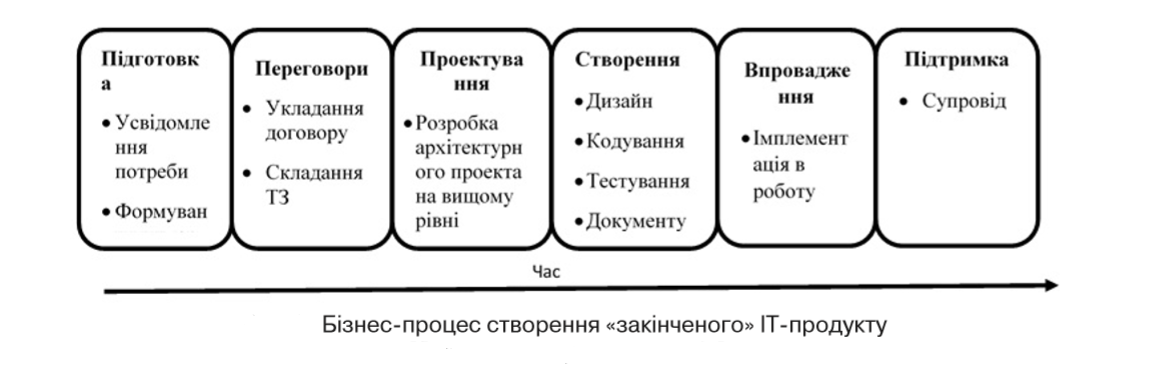 Підготовк
а
• Усвідомле
ння
потреби
• Формуван
Переговори
• Укладання
договору
• Складання
ТЗ
Проектува
ння
• Розробка
архітектурн
ого проекта
на вищому
рівні
Створення
• Дизайн
• Кодування
• Тестування
• Документу
Впровадже
ння
• Імплемент
ація в
роботу
Підтримка
• Супровід
Час
Бізнес-процес створення «закінченого» ІТ-продукту